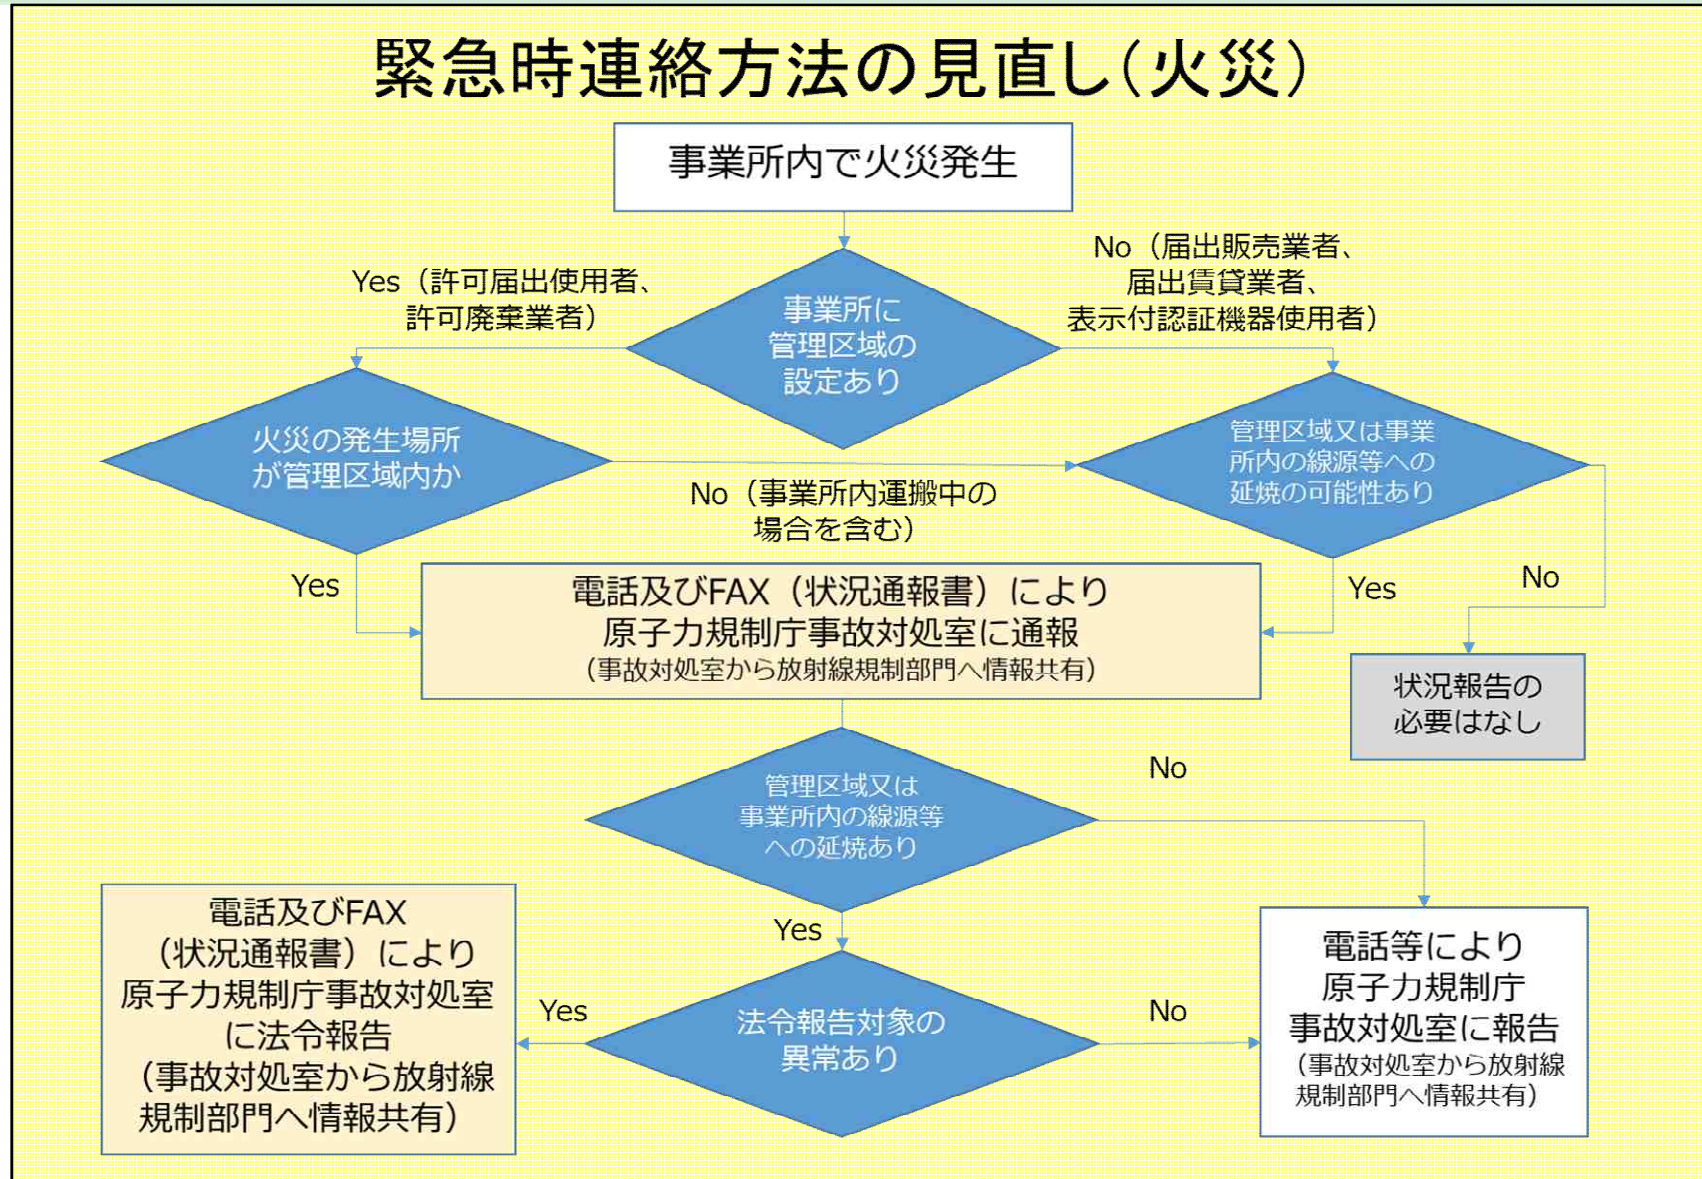 緊急時連絡方法の見直し（火災）
事業所内で火災発生
Yes（許可届出使用者、
許可廃棄業者）
No（届出販売業者、
届出賃貸業者、
表示付認証機器使用者）
事業所に
管理区域の
設定あり
火災の発生場所
が管理区域内か
No（事業所内運搬中の
場合を含む）
管理区域又は事業
所内の線源等への
延焼の可能性あり
Yes
Yes
No
電話及びFAX（状況通報書）により
原子力規制庁事故対処室に通報
（事故対処室から放射線規制部門へ情報共有）
状況報告の
必要はなし
管理区域又は
事業所内の線源等
への延焼あり
No
Yes
電話及びFAX
（状況通報書）により
原子力規制庁事故対処室
に法令報告
（事故対処室から放射線
規制部門へ情報共有）
Yes
法令報告対象の
異常あり
No
電話等により
原子力規制庁
事故対処室に報告
（事故対処室から放射線
規制部門へ情報共有）